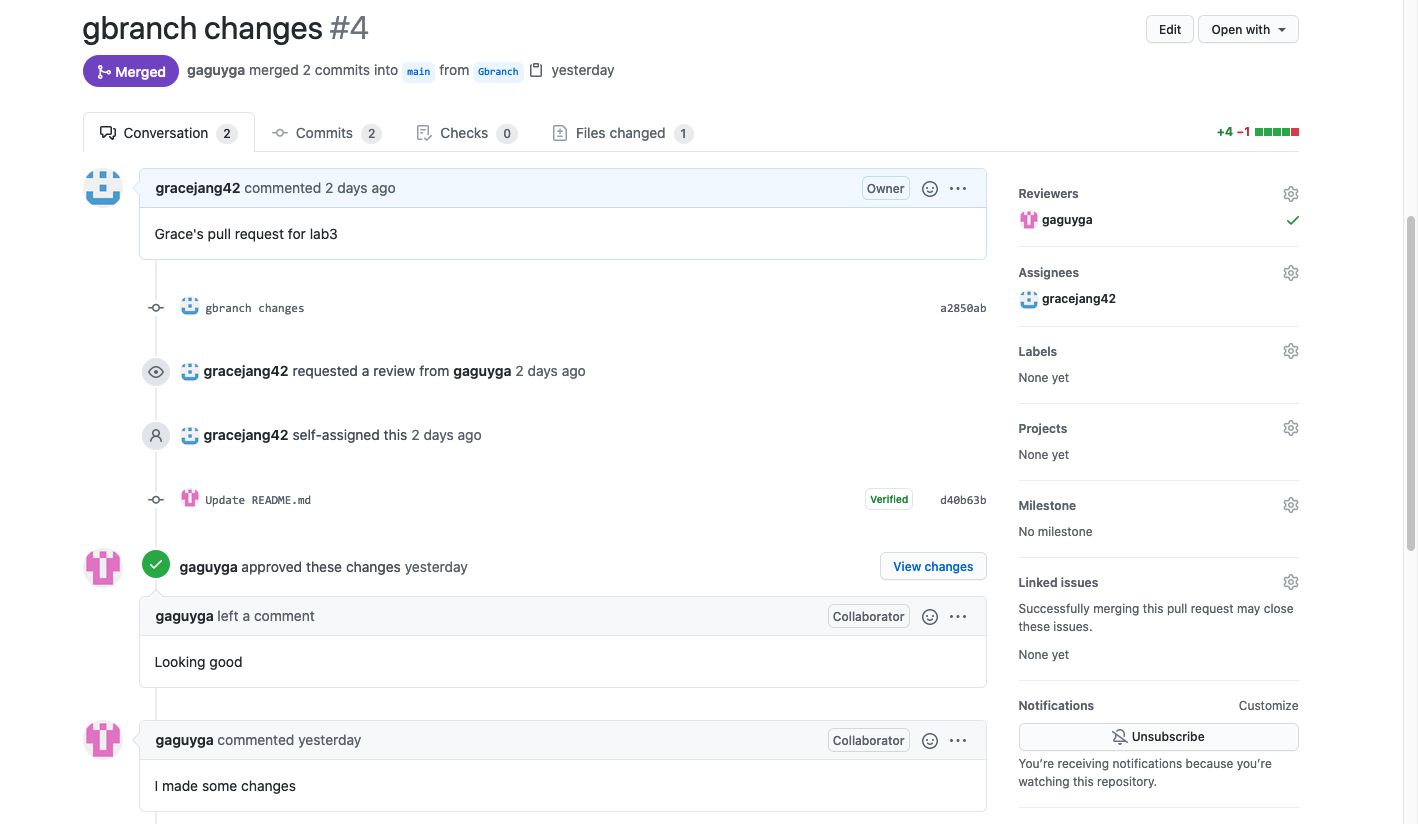 gbranch changes #4
Edit
Open with
Merged
gaguyga merged 2 commits into main from Gbranch yesterday
Conversation 2
Commits 2
Checks 0
Files changed 1
+4 −1
gracejang42 commented 2 days ago
Owner
Grace's pull request for lab3
gbranch changes
a2850ab
gracejang42 requested a review from gaguyga 2 days ago
gracejang42 self-assigned this 2 days ago
Update README.md
Verified
d40b63b
gaguyga approved these changes yesterday
View changes
gaguyga left a comment
Collaborator
Looking good
gaguyga commented yesterday
Collaborator
I made some changes
Reviewers
gaguyga
Assignees
gracejang42
Labels
None yet
Projects
None yet
Milestone
No milestone
Linked issues
Successfully merging this pull request may close
these issues.
None yet
Notifications
Customize
Unsubscribe
You’re receiving notifications because you’re
watching this repository.